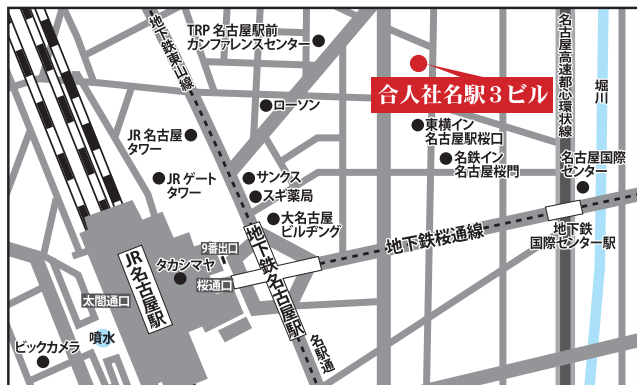 TRP 名古屋駅前
カンファレンスセンター
地下鉄東山線
名古屋高速都心環状線
堀川
合人社名駅３ビル
ローソン
東横イン
名古屋駅桜口
JR 名古屋
タワー
名鉄イン
名古屋桜門
名古屋国際
センター
JR ゲート
タワー
サンクス
スギ薬局
大名古屋
ビルヂング
地下鉄桜通線
地下鉄
国際センター駅
9番出口
地下鉄名古屋駅
タカシマヤ
JR名古屋駅
桜通口
太閤通口
噴水
ビックカメラ
名駅通